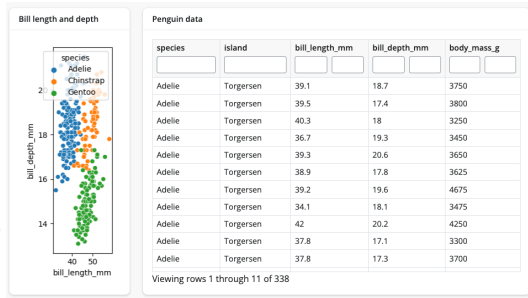 Bill length and depth
species
Adelie
Chinstrap
Gentoo
20
18
16
14
bill_depth_mm
40 50
bill_length_mm
Penguin data
species island bill_length_mm bill_depth_mm body_mass_g
Adelie Torgersen 39.1 18.7 3750
Adelie Torgersen 39.5 17.4 3800
Adelie Torgersen 40.3 18 3250
Adelie Torgersen 36.7 19.3 3450
Adelie Torgersen 39.3 20.6 3650
Adelie Torgersen 38.9 17.8 3625
Adelie Torgersen 39.2 19.6 4675
Adelie Torgersen 34.1 18.1 3475
Adelie Torgersen 42 20.2 4250
Adelie Torgersen 37.8 17.1 3300
Adelie Torgersen 37.8 17.3 3700
Viewing rows 1 through 11 of 338